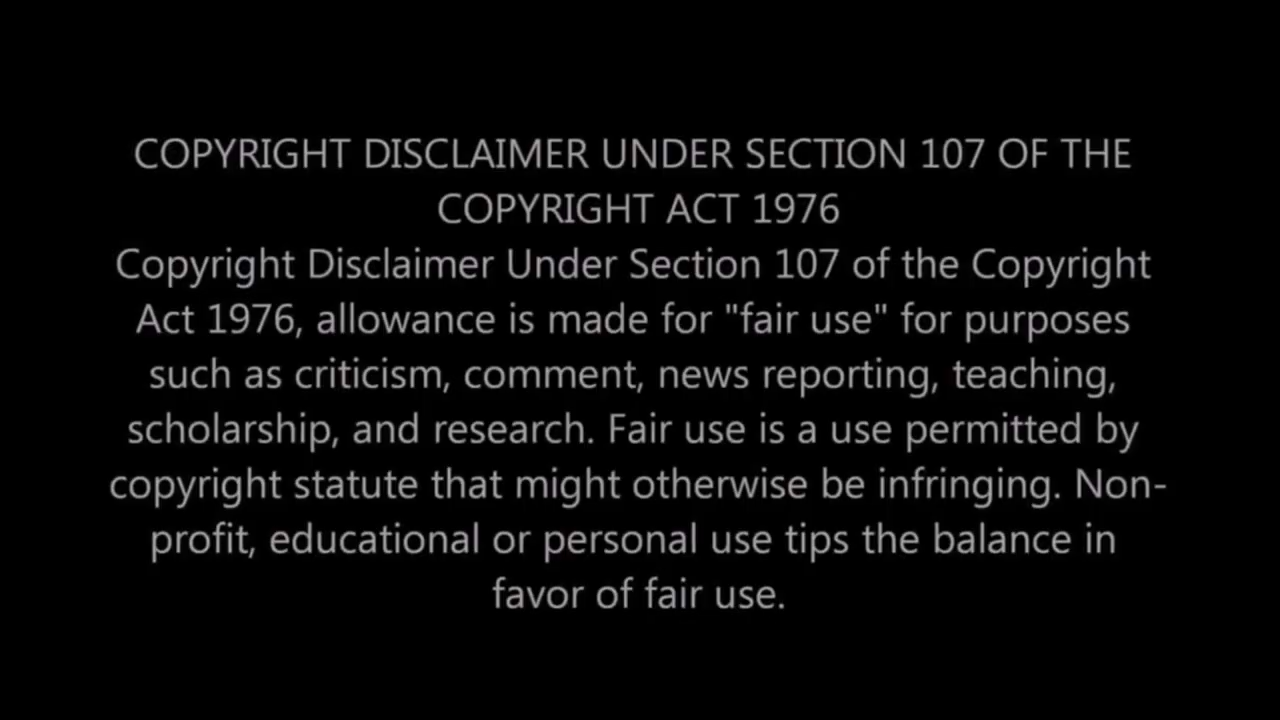 COPYRIGHT DISCLAIMER UNDER SECTION 107 OF THE
COPYRIGHT ACT 1976
Copyright Disclaimer Under Section 107 of the Copyright
Act 1976, allowance is made for "fair use" for purposes
such as criticism, comment, news reporting, teaching,
scholarship, and research. Fair use is a use permitted by
copyright statute that might otherwise be infringing. Non-
profit, educational or personal use tips the balance in
favor of fair use.